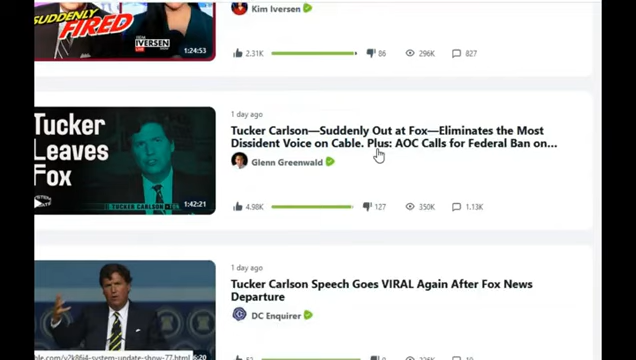 SUDDENLY
FIRED
IVERSEN
1:24:53
Kim Iversen
2.31K 86 296K 827
1 day ago
Tucker
Leaves
Fox
TUCKER CARLSON
1:42:21
Tucker Carlson—Suddenly Out at Fox—Eliminates the Most
Dissident Voice on Cable. Plus: AOC Calls for Federal Ban on...
Glenn Greenwald
4.98K 127 350K 1.13K
1 day ago
Tucker Carlson Speech Goes VIRAL Again After Fox News
Departure
DC Enquirer